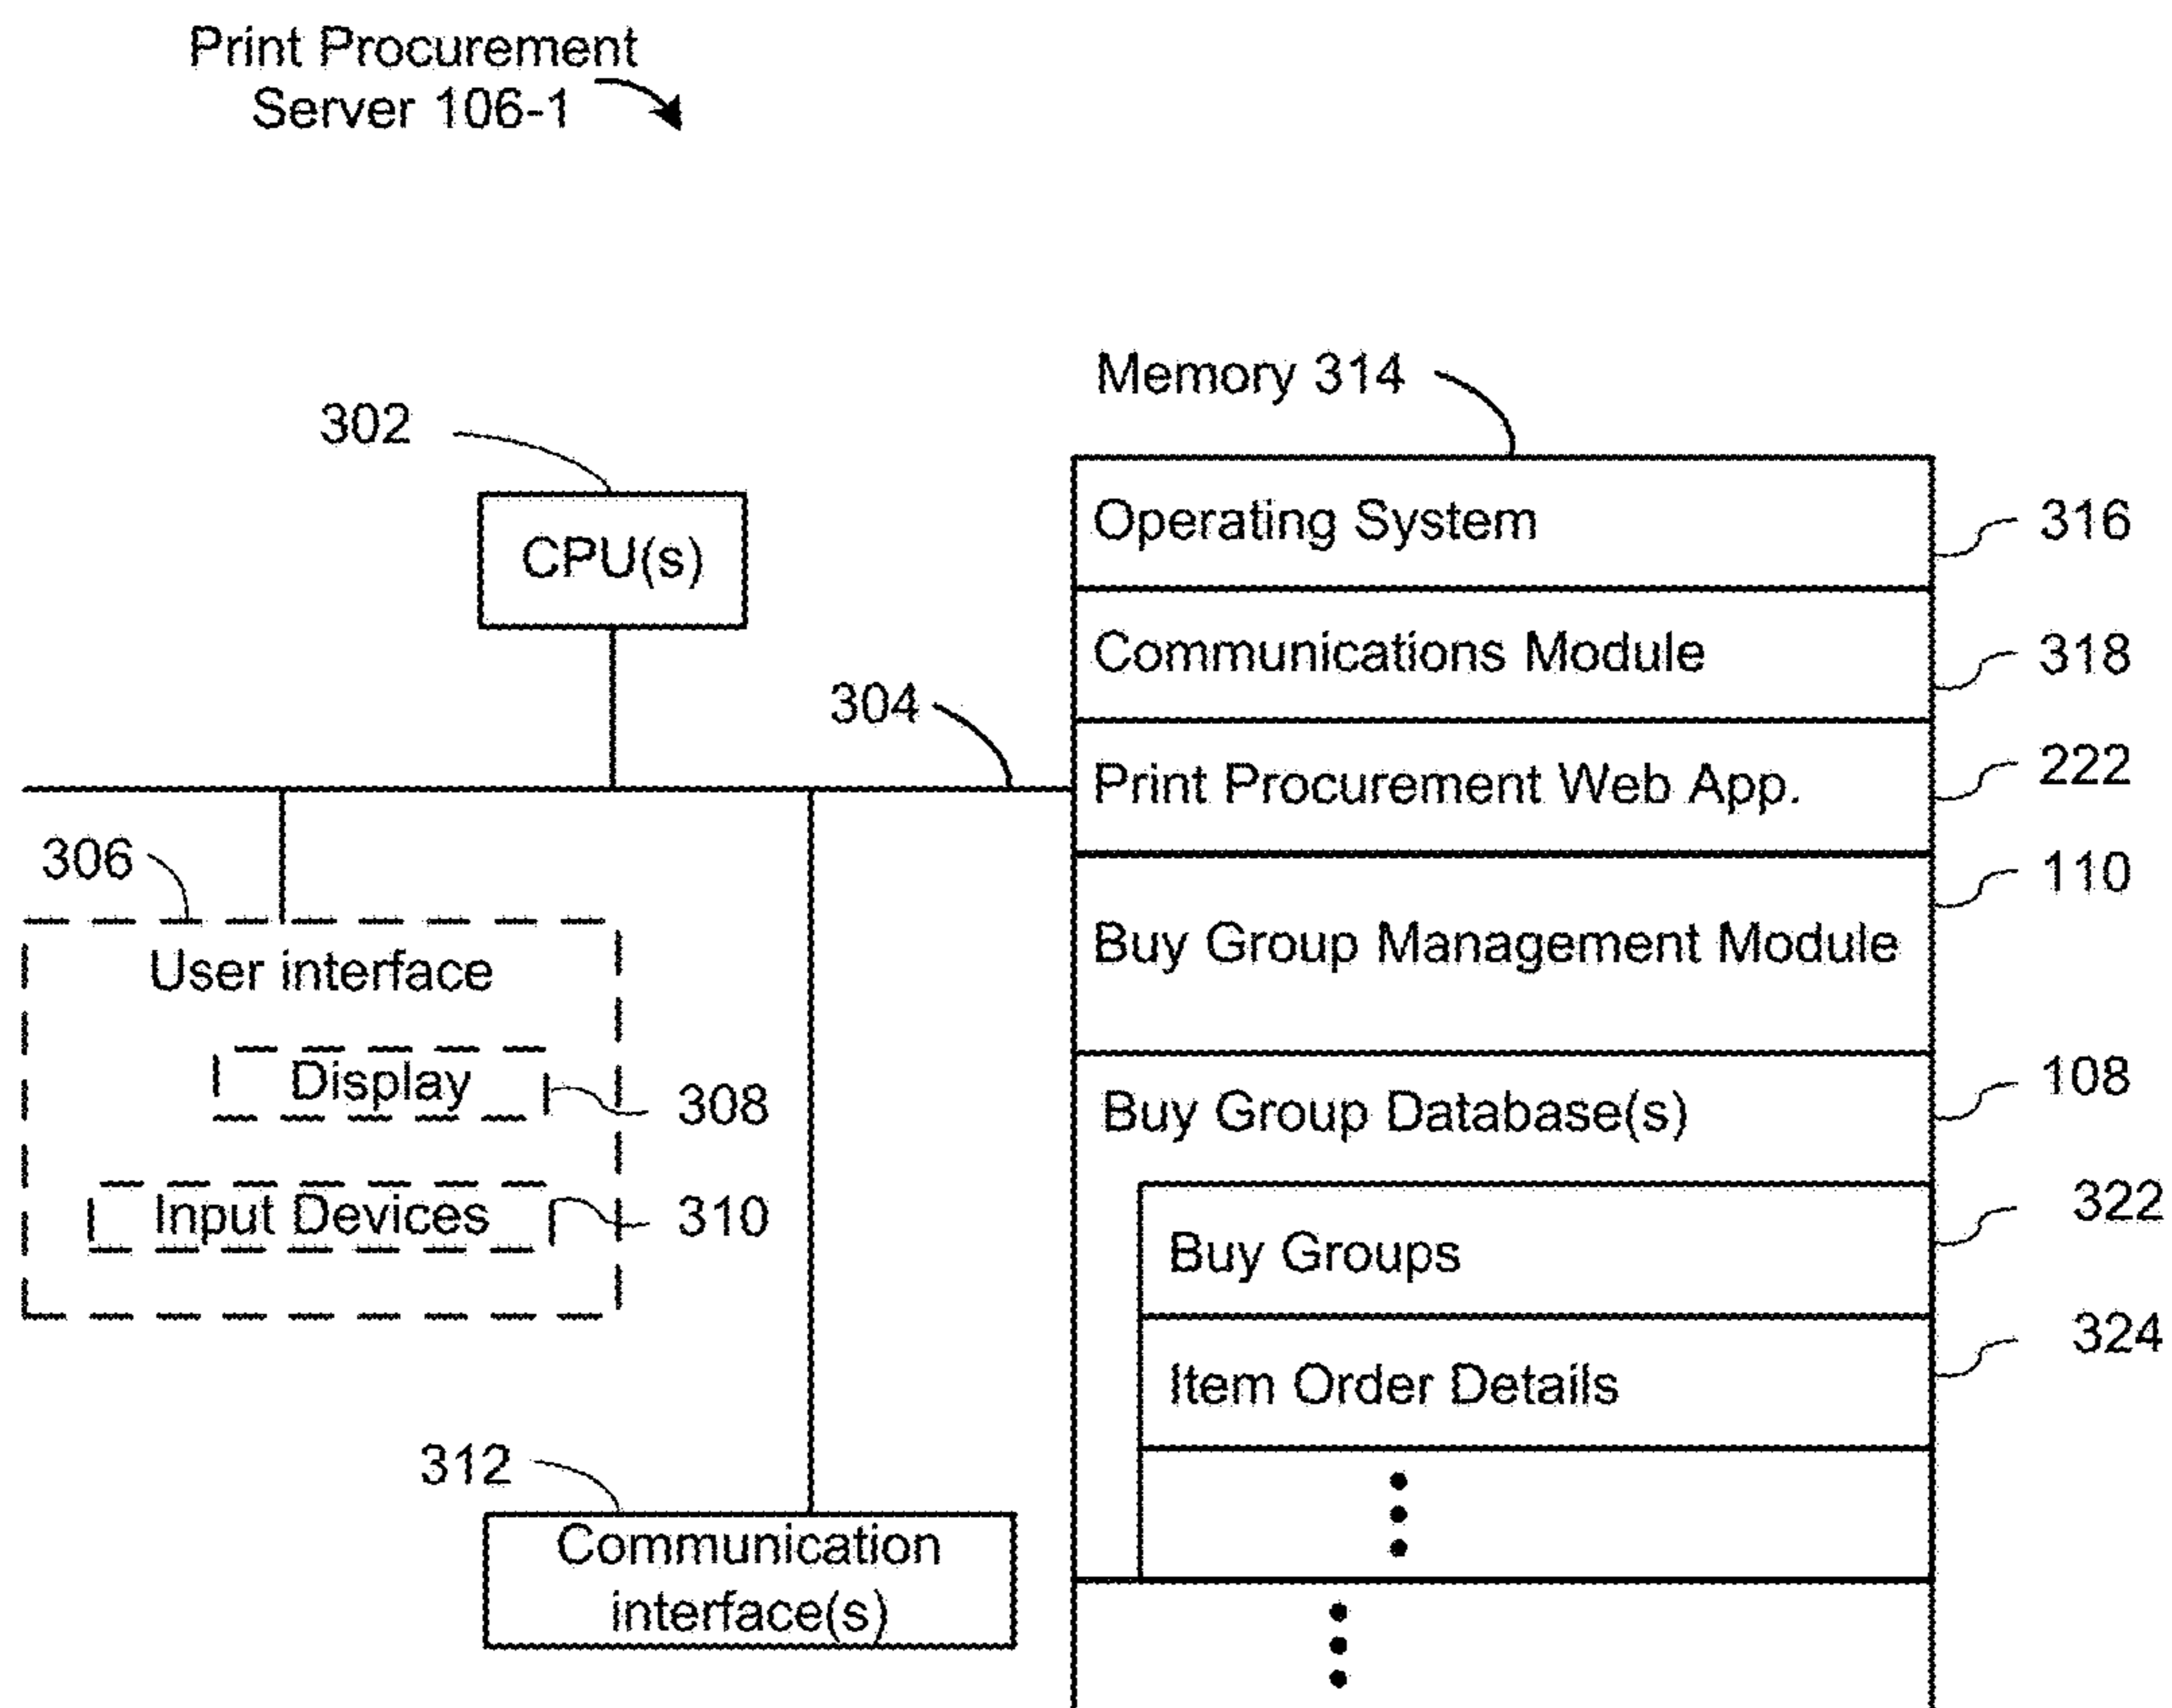 Print Procurement
Server 106-1
Memory 314
302
CPU(s)
Operating System
316
Communications Module
318
304
Print Procurement Web App.
222
306
110
Buy Group Management Module
User interface
Display
308
Buy Group Database(s)
108
Input Devices
310
322
Buy Groups
324
Item Order Details
312
Communication
interface(s)